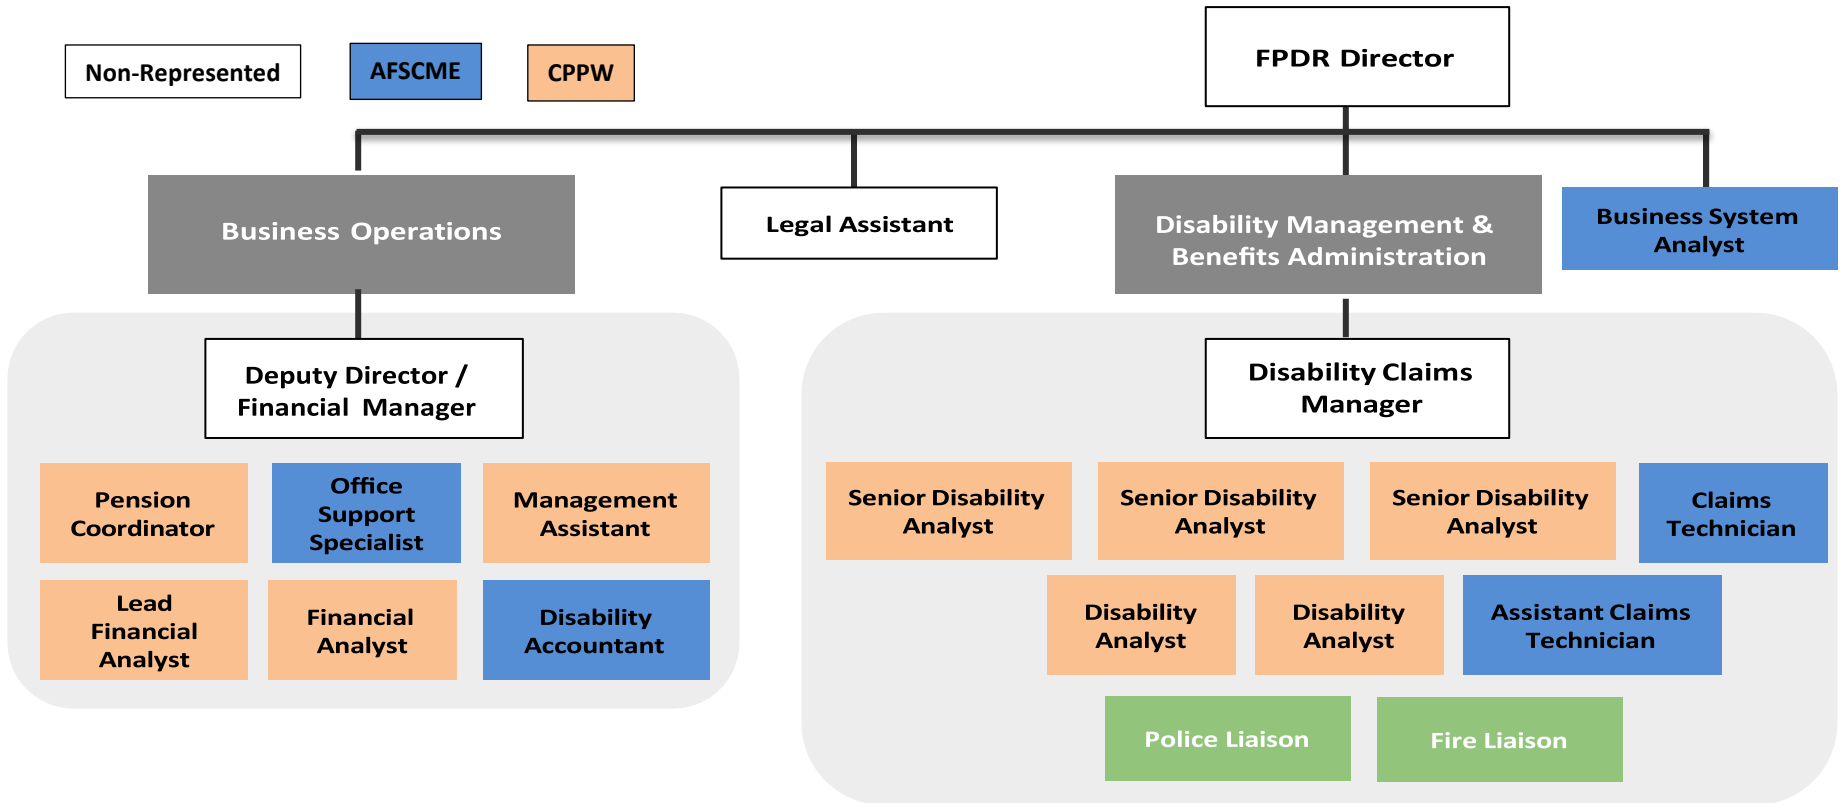 Non-Represented
AFSCME
CPPW
FPDR Director
Business Operations
Legal Assistant
Disability Management &
Benefits Administration
Business System
Analyst
Deputy Director /
Financial Manager
Pension
Coordinator
Office
Support
Specialist
Management
Assistant
Lead
Financial
Analyst
Financial
Analyst
Disability
Accountant
Disability Claims
Manager
Senior Disability
Analyst
Senior Disability
Analyst
Senior Disability
Analyst
Claims
Technician
Disability
Analyst
Disability
Analyst
Assistant Claims
Technician
Police Liaison
Fire Liaison